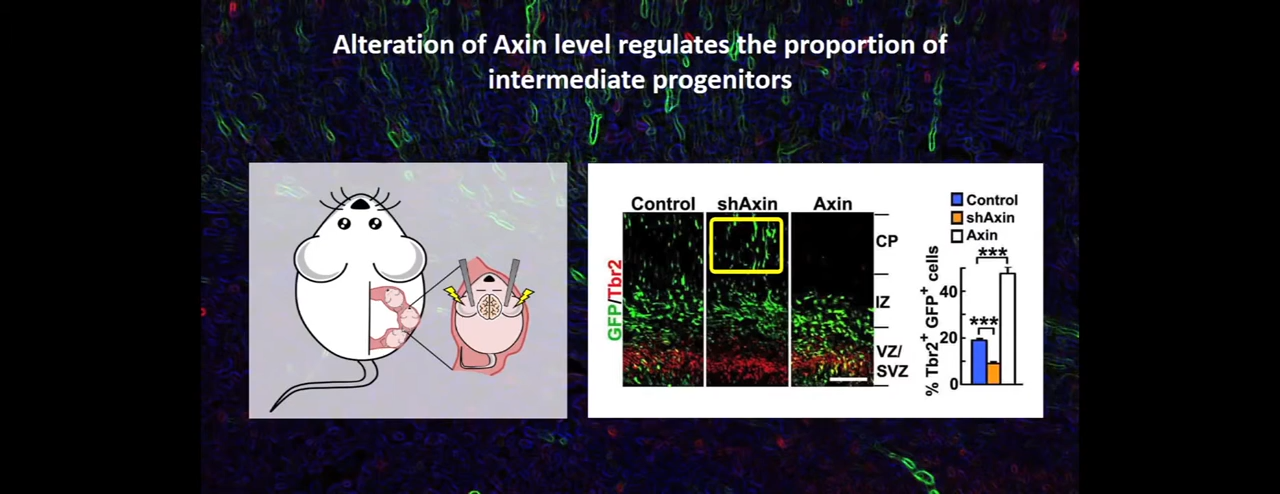 Alteration of Axin level regulates the proportion of
intermediate progenitors
Control shAxin Axin
GFP/Tbr2
CP
IZ
VZ/
SVZ
Control
shAxin
Axin
% Tbr2+ GFP+ cells
***
***
40
20
0